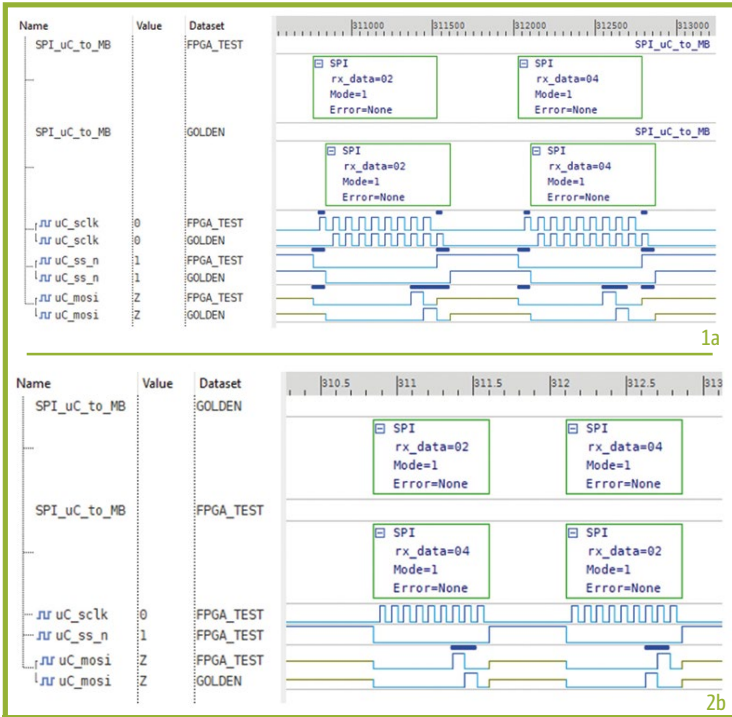 Name Value Dataset 311000 311500 312000 312500 313000
SPI_uC_to_MB FPGA_TEST SPI_uC_to_MB
SPI SPI
rx_data=02 rx_data=04
Mode=1 Mode=1
Error=None Error=None
SPI_uC_to_MB GOLDEN SPI_uC_to_MB
SPI SPI
rx_data=02 rx_data=04
Mode=1 Mode=1
Error=None Error=None
uC_sclk 0 FPGA_TEST
uC_sclk 0 GOLDEN
uC_ss_n 1 FPGA_TEST
uC_ss_n 1 GOLDEN
uC_mosi Z FPGA_TEST
uC_mosi Z GOLDEN
1a
Name Value Dataset 310.5 311 311.5 312 312.5 313
SPI_uC_to_MB GOLDEN
SPI SPI
rx_data=02 rx_data=04
Mode=1 Mode=1
Error=None Error=None
SPI_uC_to_MB FPGA_TEST
SPI SPI
rx_data=04 rx_data=02
Mode=1 Mode=1
Error=None Error=None
uC_sclk 0 FPGA_TEST
uC_ss_n 1 FPGA_TEST
uC_mosi Z FPGA_TEST
uC_mosi Z GOLDEN
2b